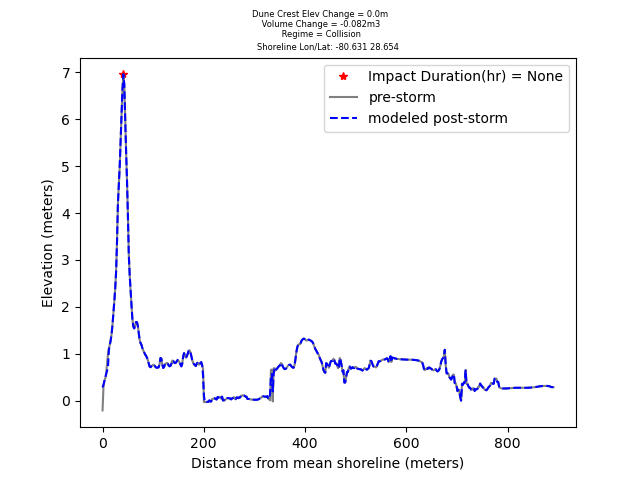 Dune Crest Elev Change = 0.0m
Volume Change = -0.082m3
Regime = Collision
Shoreline Lon/Lat: -80.631 28.654
Impact Duration(hr) = None
pre-storm
modeled post-storm
7
6
5
4
3
2
1
0
Elevation (meters)
0 200 400 600 800
Distance from mean shoreline (meters)